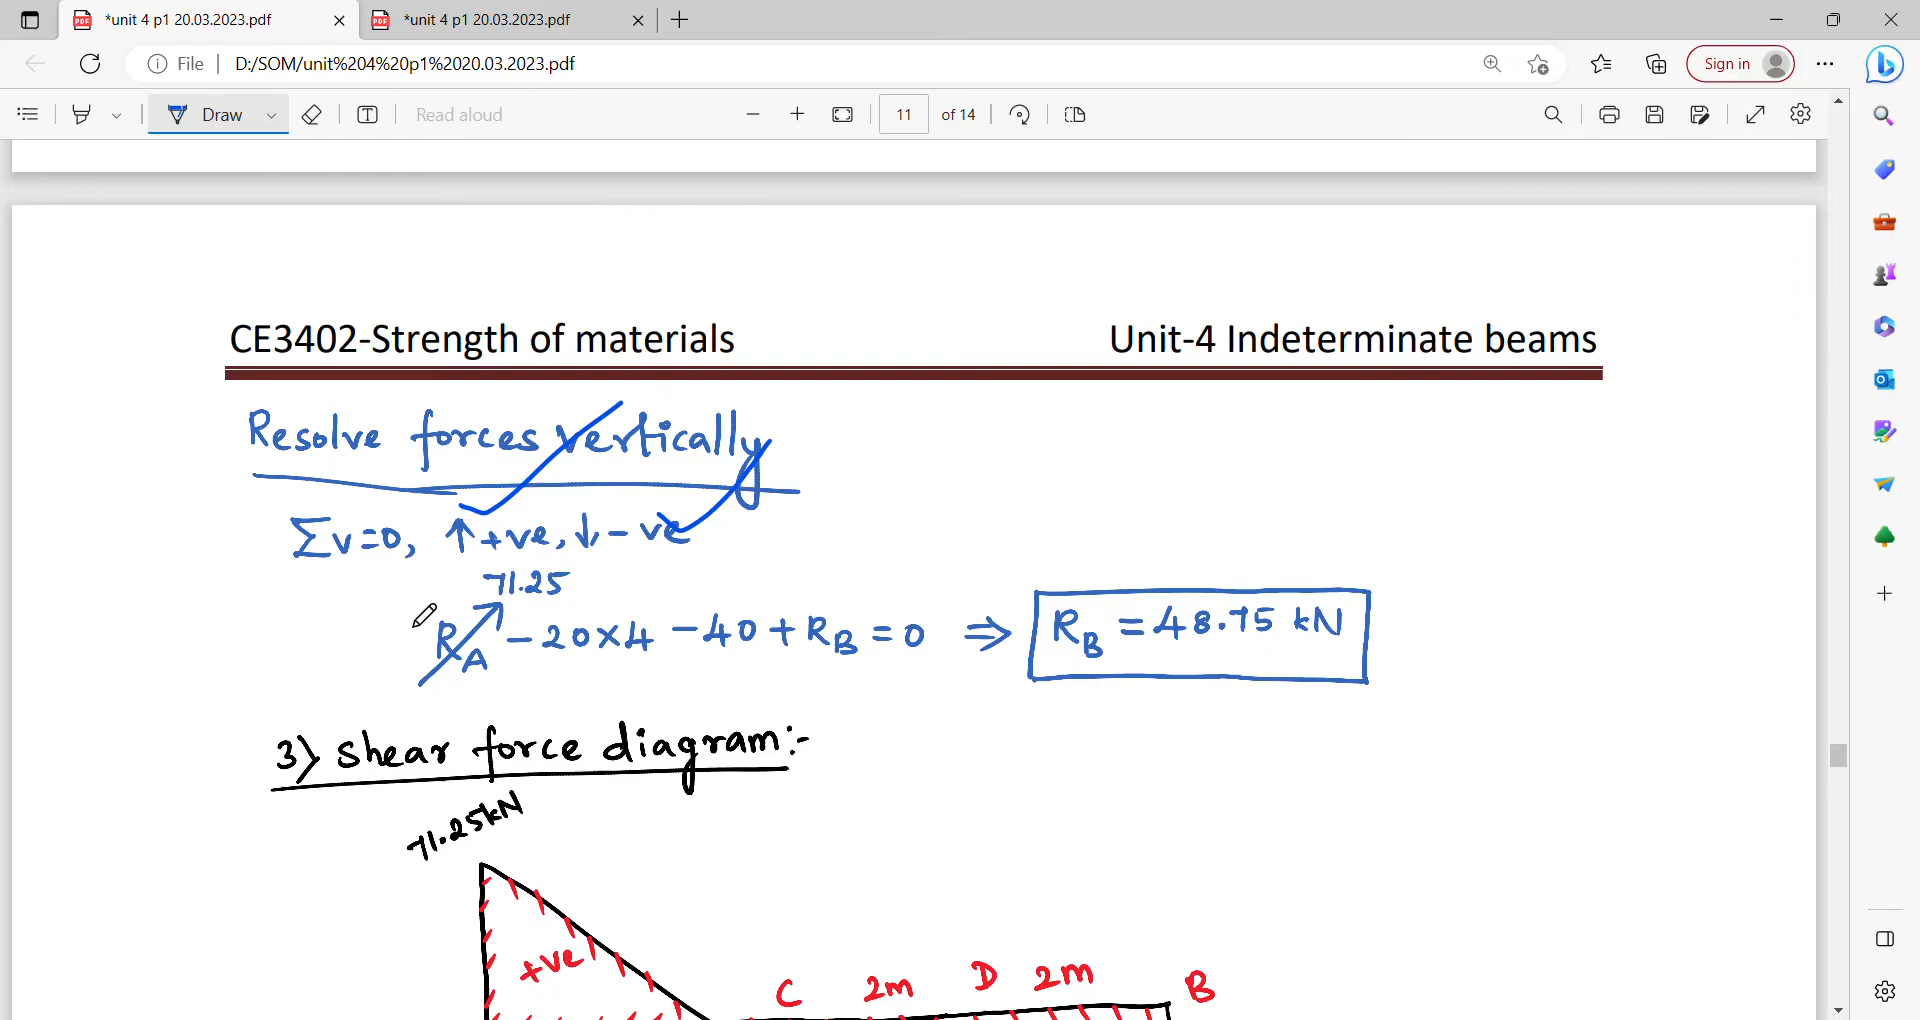 *unit 4 p1 20.03.2023.pdf
*unit 4 p1 20.03.2023.pdf
File
D:/SOM/unit%204%20p1%2020.03.2023.pdf
Sign in
Draw
Read aloud
11
of 14
CE3402-Strength of materials
Unit-4 Indeterminate beams
Resolve forces vertically
Σv=0, ↑+ve, ↓-ve
71.25
RA - 20×4 - 40 + RB = 0 ⇒ RB = 48.75 kN
3) Shear force diagram:-
71.25kN
+ve
C 2m D 2m B